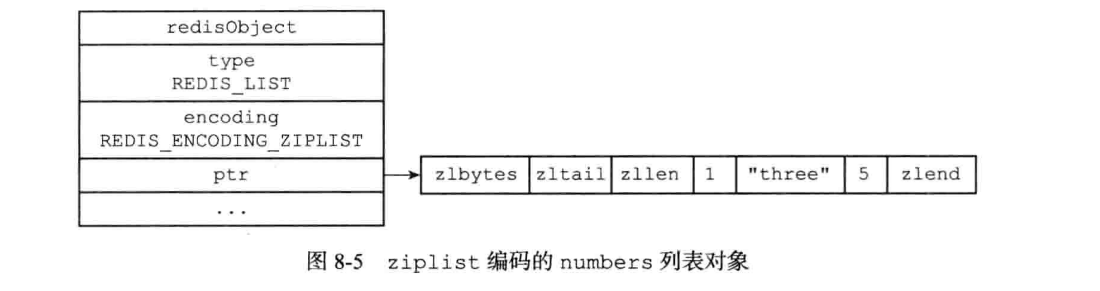 redisObject
type
REDIS_LIST
encoding
REDIS_ENCODING_ZIPLIST
ptr
zlbytes zltail zllen 1 "three" 5 zlend
...
图 8-5 ziplist 编码的 numbers 列表对象